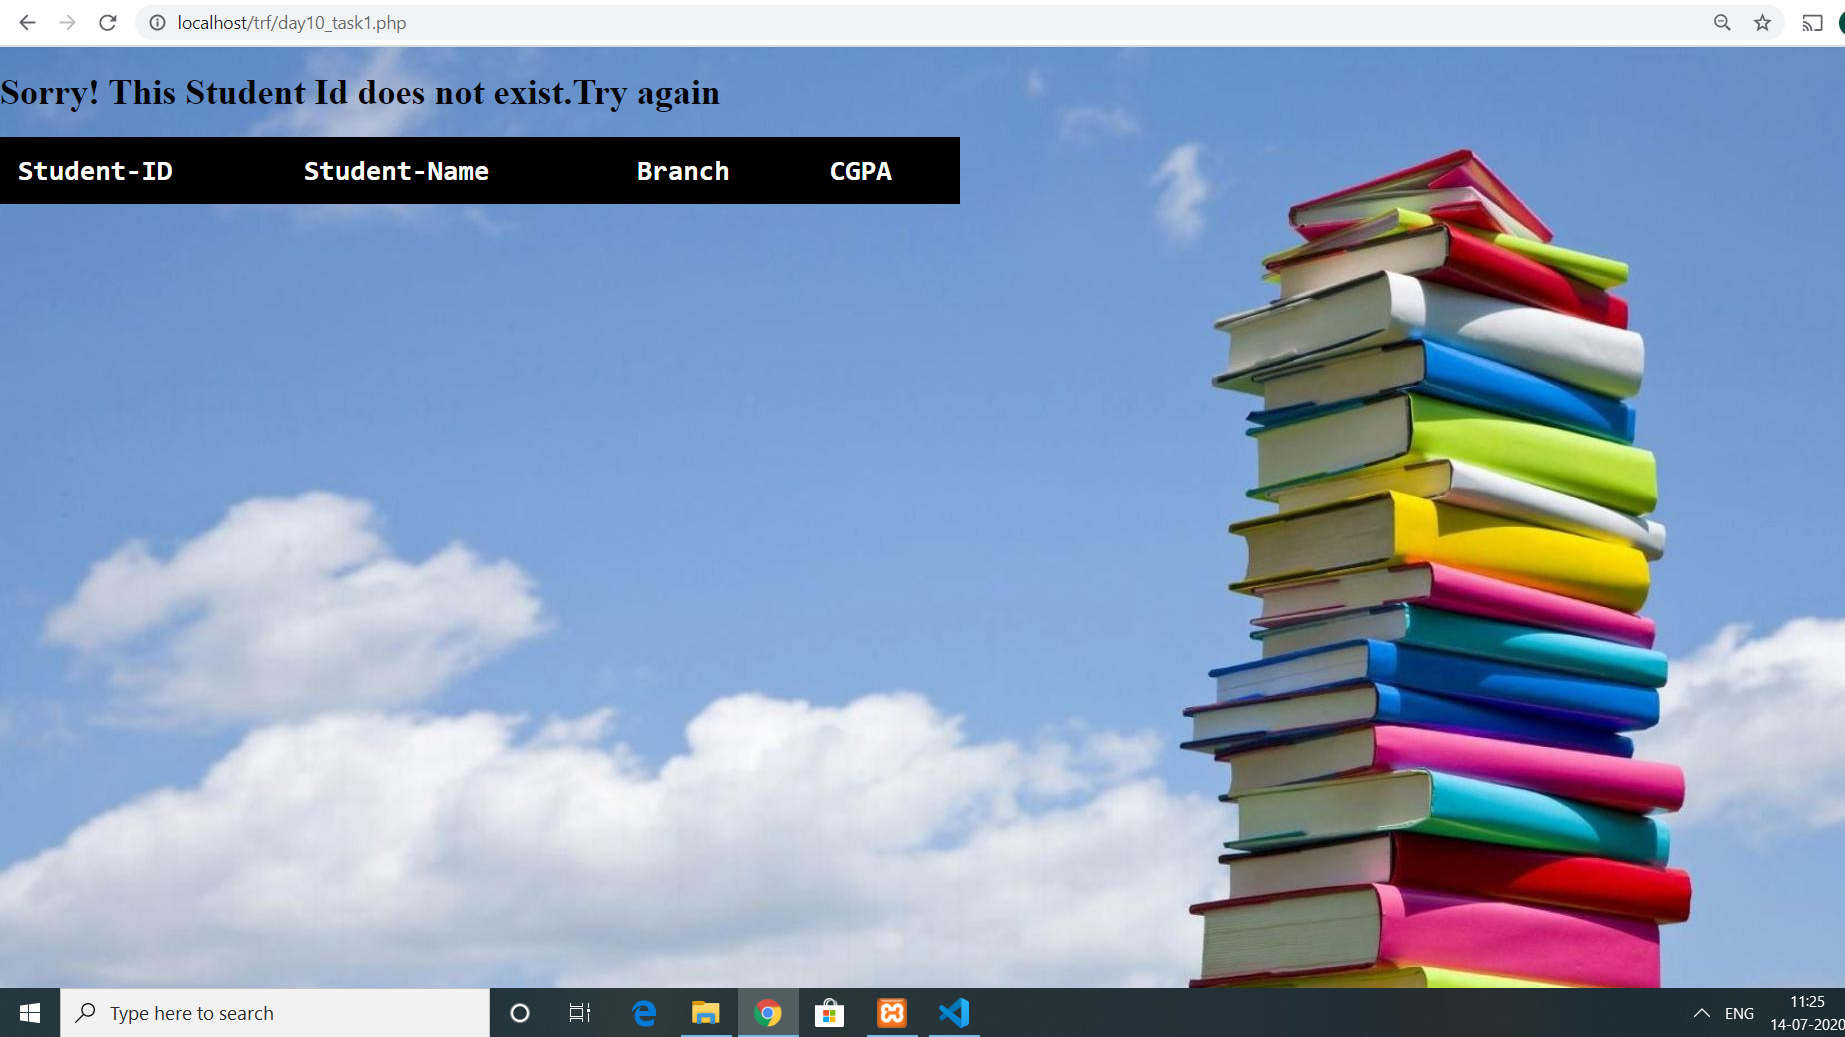 localhost/trf/day10_task1.php
Sorry! This Student Id does not exist.Try again
Student-ID Student-Name Branch CGPA
Type here to search
ENG
11:25
14-07-2020